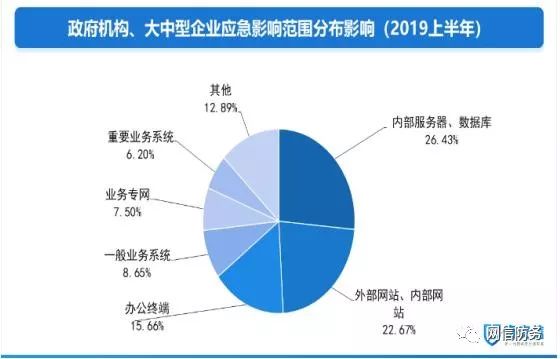 政府机构、大中型企业应急影响范围分布影响（2019上半年）
其他
12.89%
内部服务器、数据库
26.43%
重要业务系统
6.20%
业务专网
7.50%
一般业务系统
8.65%
办公终端
15.66%
外部网站、内部网
站
22.67%
网信防务